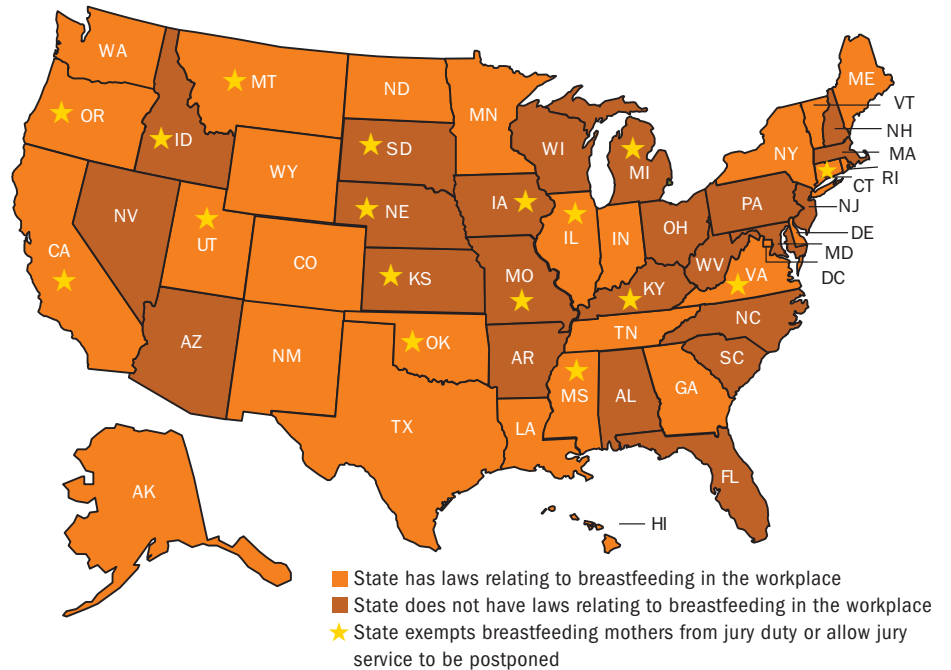 WA
MT
ND
MN
ME
VT
NH
MA
RI
CT
NJ
DE
MD
DC
OR
ID
SD
WI
MI
NY
WY
NE
IA
PA
NV
UT
CO
KS
MO
IL
IN
OH
WV
VA
KY
CA
AZ
NM
OK
AR
TN
NC
SC
TX
LA
MS
AL
GA
FL
AK
HI
State has laws relating to breastfeeding in the workplace
State does not have laws relating to breastfeeding in the workplace
State exempts breastfeeding mothers from jury duty or allow jury
service to be postponed